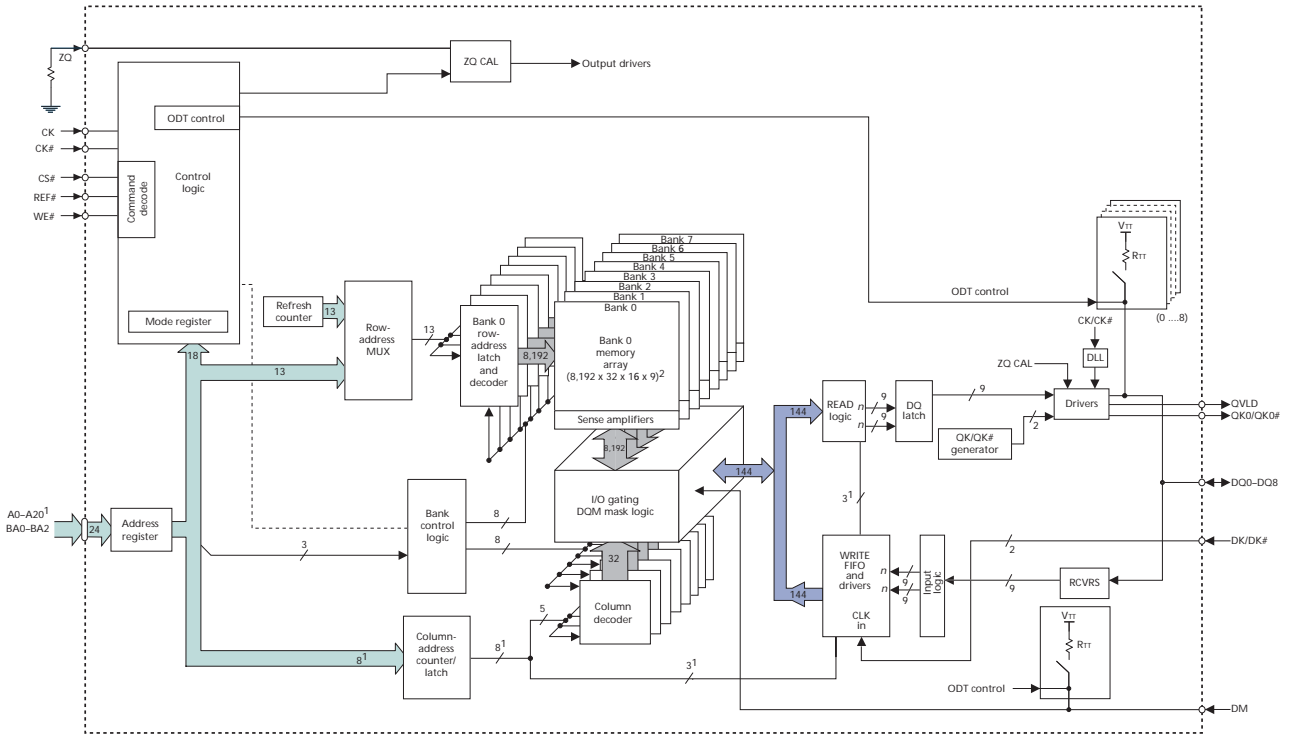 ZQ
ZQ CAL
Output drivers
ODT control
CK
CK#
CS#
REF#
WE#
Command
decode
Control
logic
Mode register
Refresh
counter
13
Row-
address
MUX
13
18
13
Bank 0
row-
address
latch
and
decoder
8,192
Bank 7
Bank 6
Bank 5
Bank 4
Bank 3
Bank 2
Bank 1
Bank 0
Bank 0
memory
array
(8,192 x 32 x 16 x 9)2
Sense amplifiers
8,192
I/O gating
DQM mask logic
32
Column
decoder
5
A0–A201
BA0–BA2
24
Address
register
3
Bank
control
logic
8
8
Column-
address
counter/
latch
81
81
31
144
144
144
READ
logic
n
n
9
9
DQ
latch
9
QK/QK#
generator
2
ZQ CAL
CK/CK#
DLL
Drivers
ODT control
VTT
RTT
(0 ....8)
QVLD
QK0/QK0#
DQ0–DQ8
DK/DK#
2
RCVRS
9
Input
logic
9
9
n
n
WRITE
FIFO
and
drivers
CLK
in
31
VTT
RTT
ODT control
DM